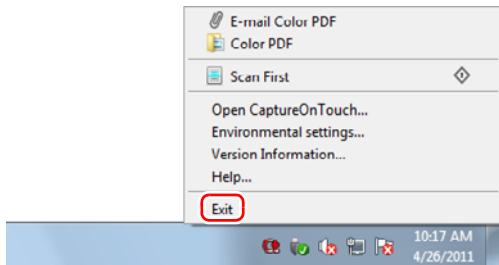 E-mail Color PDF
Color PDF
Scan First
Open CaptureOnTouch...
Environmental settings...
Version Information...
Help...
Exit
10:17 AM
4/26/2011